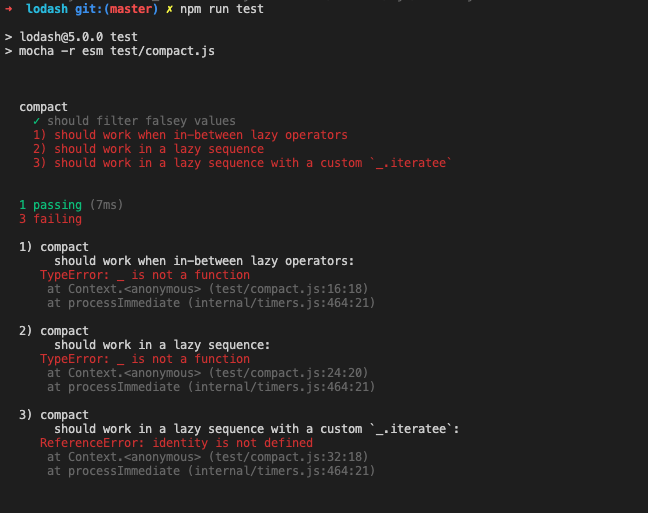 ➜  lodash git:(master) ✗ npm run test
> lodash@5.0.0 test
> mocha -r esm test/compact.js
compact
✓ should filter falsey values
1) should work when in-between lazy operators
2) should work in a lazy sequence
3) should work in a lazy sequence with a custom `_.iteratee`
1 passing (7ms)
3 failing
1) compact
should work when in-between lazy operators:
TypeError: _ is not a function
at Context.<anonymous> (test/compact.js:16:18)
at processImmediate (internal/timers.js:464:21)
2) compact
should work in a lazy sequence:
TypeError: _ is not a function
at Context.<anonymous> (test/compact.js:24:20)
at processImmediate (internal/timers.js:464:21)
3) compact
should work in a lazy sequence with a custom `_.iteratee`:
ReferenceError: identity is not defined
at Context.<anonymous> (test/compact.js:32:18)
at processImmediate (internal/timers.js:464:21)